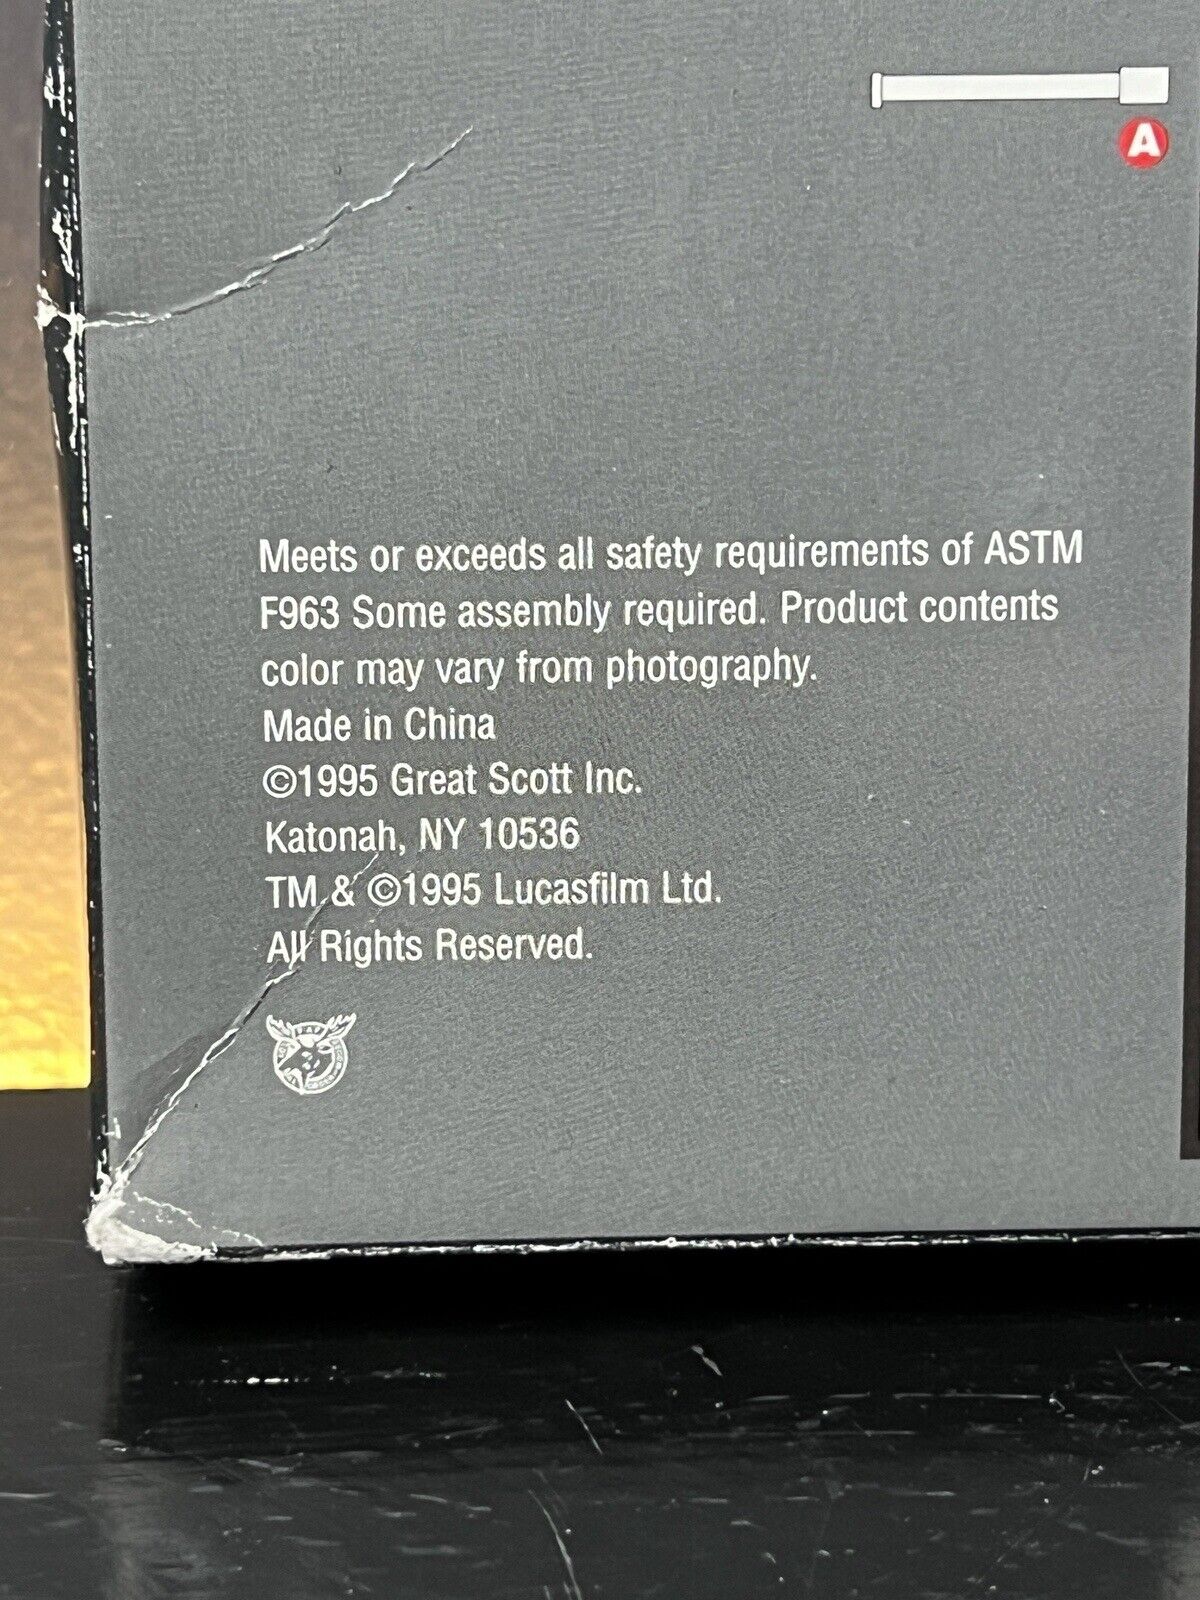 A
Meets or exceeds all safety requirements of ASTM
F963 Some assembly required. Product contents
color may vary from photography.
Made in China
©1995 Great Scott Inc.
Katonah, NY 10536
TM & ©1995 Lucasfilm Ltd.
All Rights Reserved.